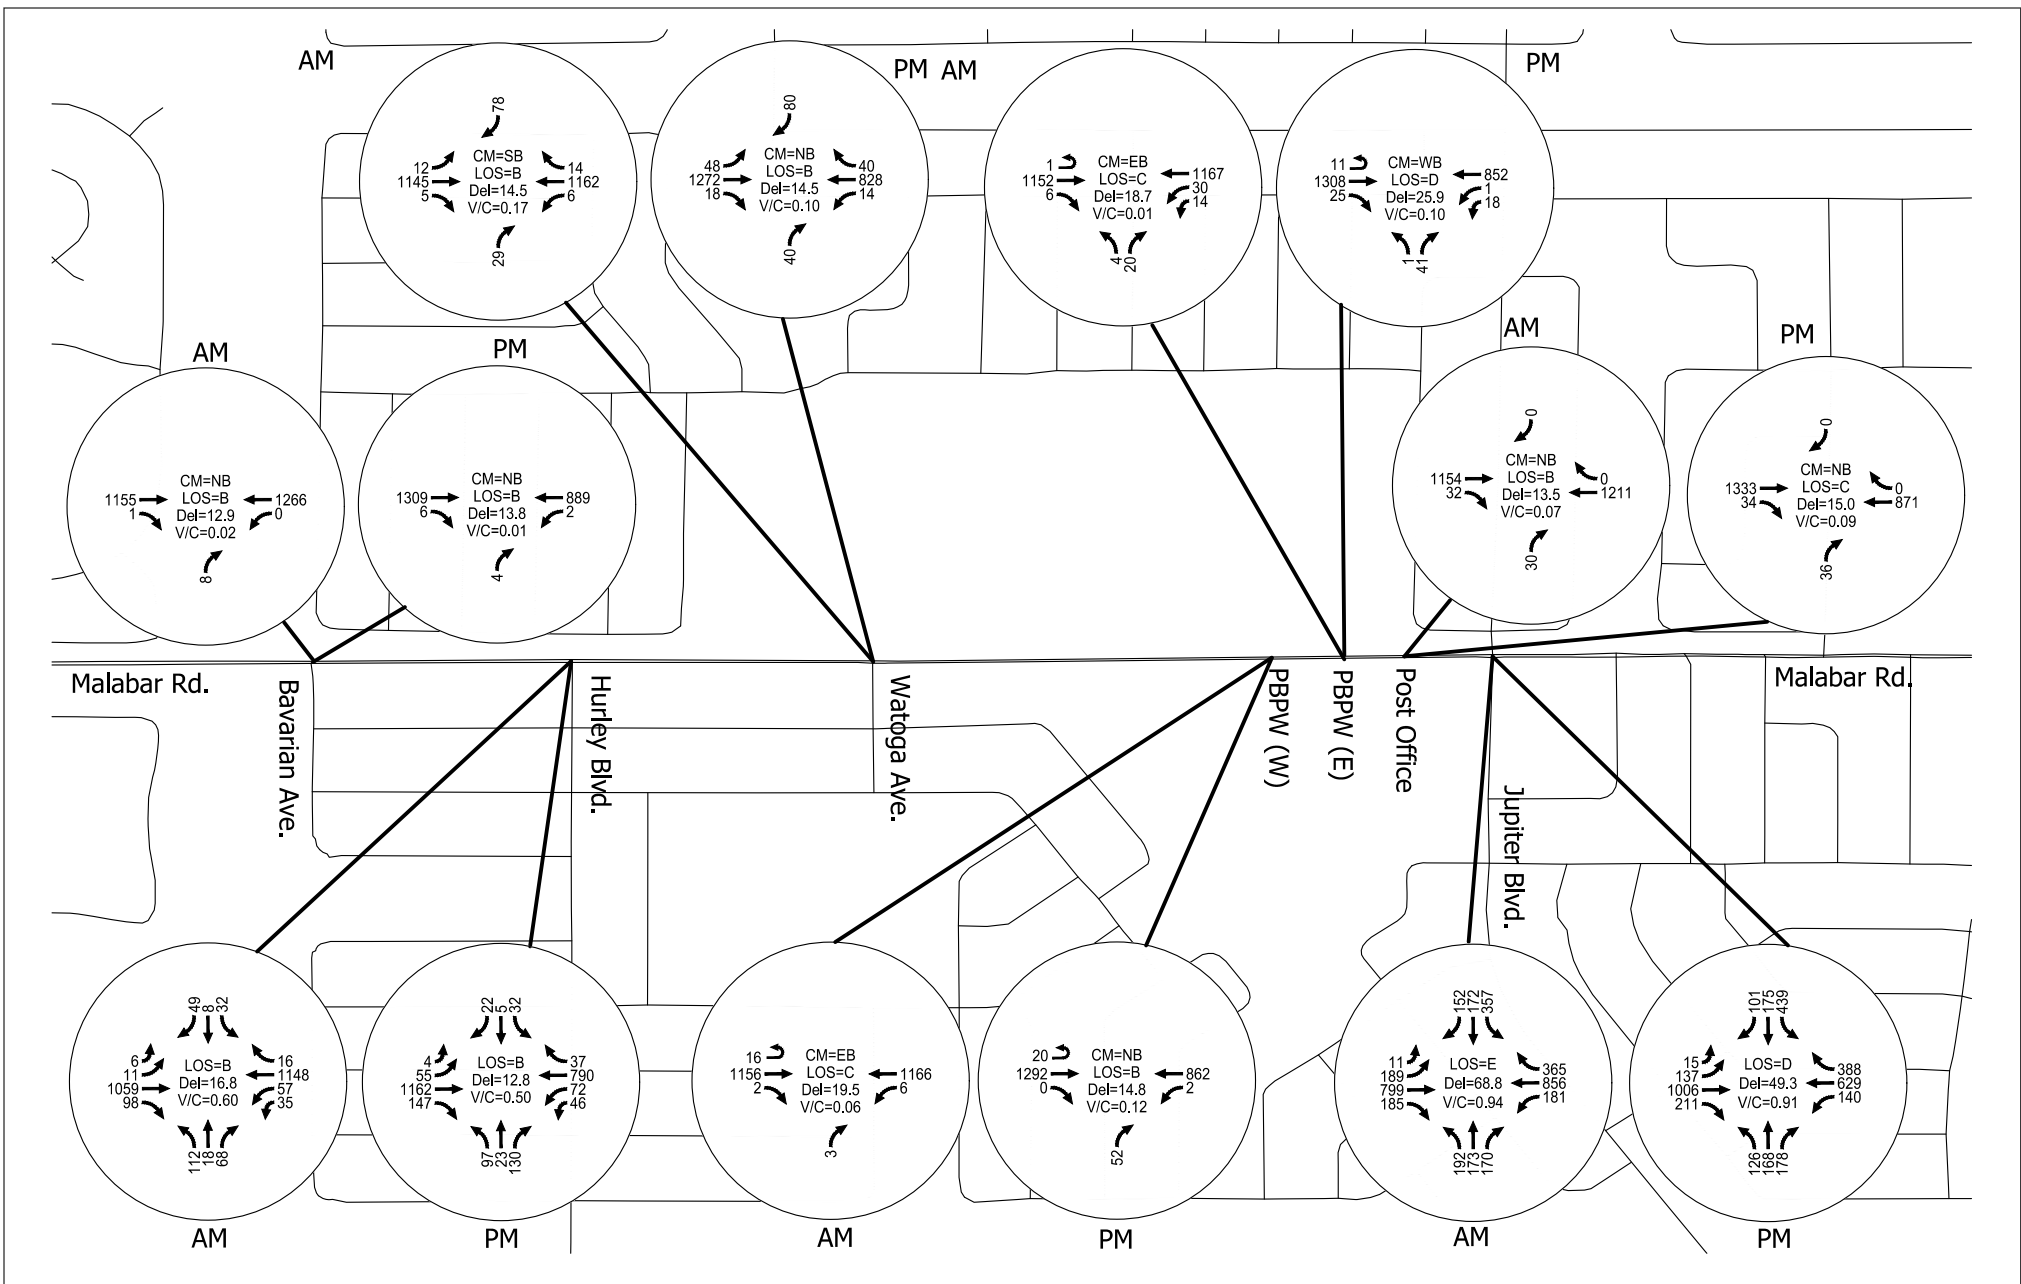 AM
78
12
1145
5
CM=SB
LOS=B
Del=14.5
V/C=0.17
14
1162
6
29
80
48
1272
18
CM=NB
LOS=B
Del=14.5
V/C=0.10
40
828
14
40
PM
AM
1
1152
6
CM=EB
LOS=C
Del=18.7
V/C=0.01
1167
30
14
4
20
11
1308
25
CM=WB
LOS=D
Del=25.9
V/C=0.10
852
1
18
1
41
PM
AM
1155
1
CM=NB
LOS=B
Del=12.9
V/C=0.02
1266
0
8
PM
1309
6
CM=NB
LOS=B
Del=13.8
V/C=0.01
889
2
4
AM
0
1154
32
CM=NB
LOS=B
Del=13.5
V/C=0.07
0
1211
30
PM
0
1333
34
CM=NB
LOS=C
Del=15.0
V/C=0.09
0
871
36
Malabar Rd.
Bavarian Ave.
Hurley Blvd.
Watoga Ave.
PBPW (W)
PBPW (E)
Post Office
Jupiter Blvd.
Malabar Rd.
49
8
32
6
11
1059
98
LOS=B
Del=16.8
V/C=0.60
16
1148
57
35
112
18
68
AM
22
5
32
4
55
1162
147
LOS=B
Del=12.8
V/C=0.50
37
790
72
46
97
23
130
PM
16
1156
2
CM=EB
LOS=C
Del=19.5
V/C=0.06
1166
6
3
AM
20
1292
0
CM=NB
LOS=B
Del=14.8
V/C=0.12
862
2
52
PM
152
172
357
11
189
799
185
LOS=E
Del=68.8
V/C=0.94
365
856
181
192
173
170
AM
101
175
439
15
137
1006
211
LOS=D
Del=49.3
V/C=0.91
388
629
140
126
168
178
PM